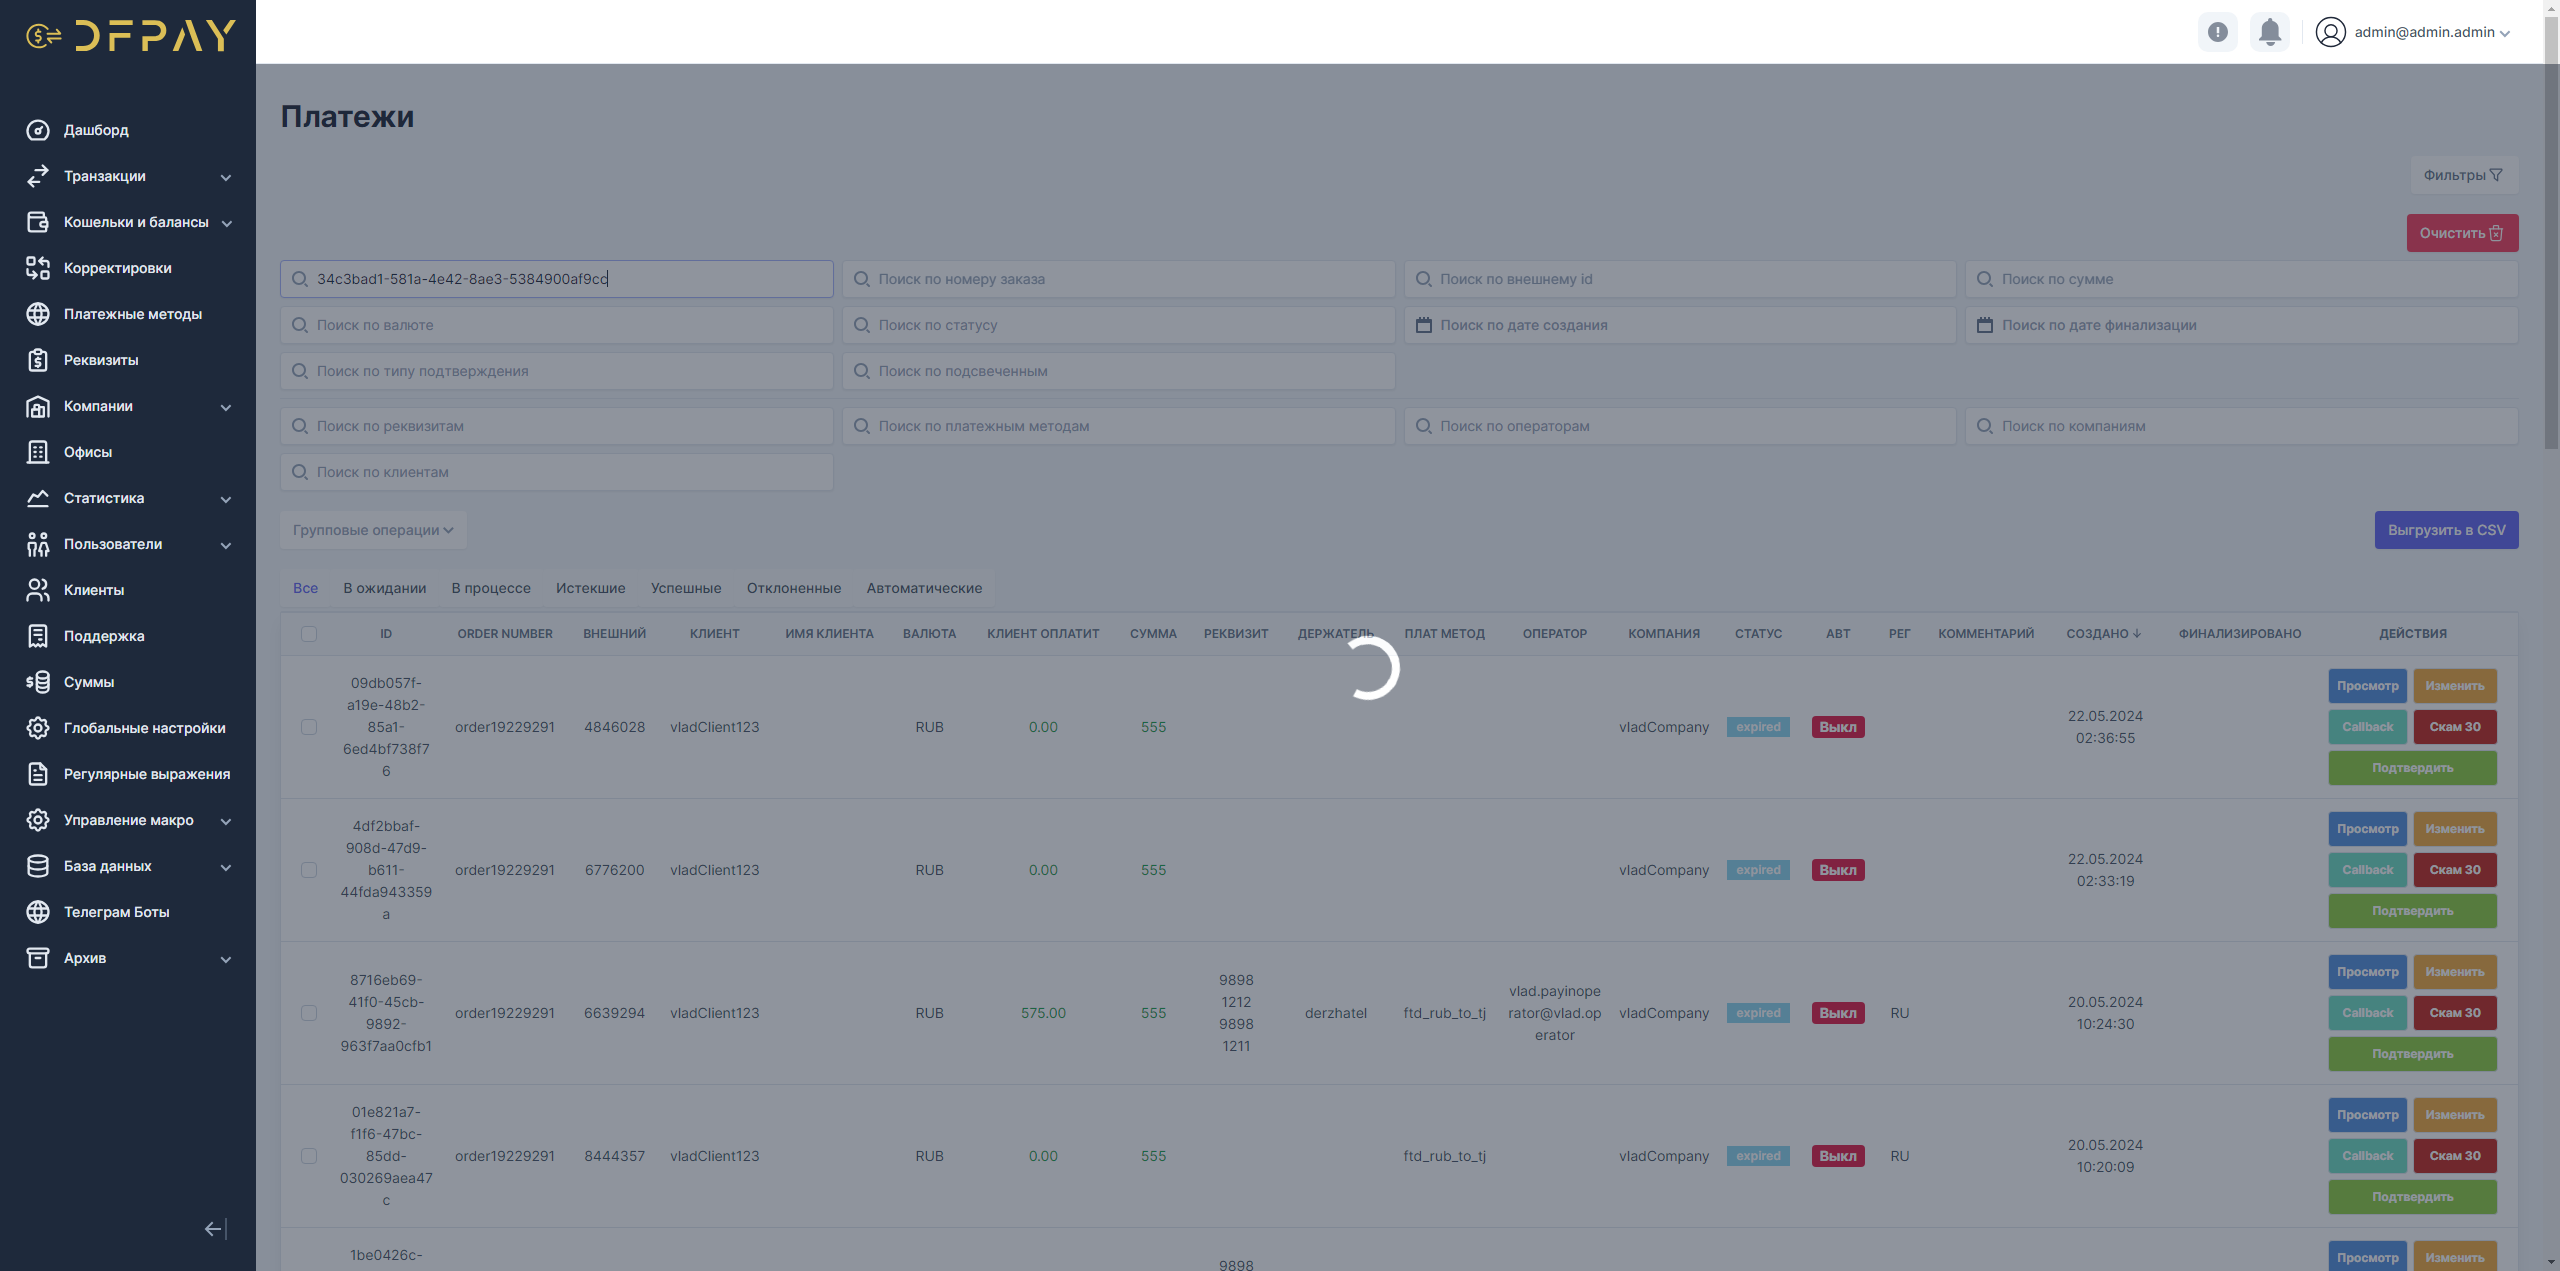 DFPAY
admin@admin.admin
Дашборд
Транзакции
Кошельки и балансы
Корректировки
Платежные методы
Реквизиты
Компании
Офисы
Статистика
Пользователи
Клиенты
Поддержка
Суммы
Глобальные настройки
Регулярные выражения
Управление макро
База данных
Телеграм Боты
Архив
Платежи
Фильтры
Очистить
34c3bad1-581a-4e42-8ae3-5384900af9cc
Поиск по номеру заказа
Поиск по внешнему id
Поиск по сумме
Поиск по валюте
Поиск по статусу
Поиск по дате создания
Поиск по дате финализации
Поиск по типу подтверждения
Поиск по подсвеченным
Поиск по реквизитам
Поиск по платежным методам
Поиск по операторам
Поиск по компаниям
Поиск по клиентам
Групповые операции
Выгрузить в CSV
Все В ожидании В процессе Истекшие Успешные Отклоненные Автоматические
ID ORDER NUMBER ВНЕШНИЙ КЛИЕНТ ИМЯ КЛИЕНТА ВАЛЮТА КЛИЕНТ ОПЛАТИТ СУММА РЕКВИЗИТ ДЕРЖАТЕЛЬ ПЛАТ МЕТОД ОПЕРАТОР КОМПАНИЯ СТАТУС АВТ РЕГ КОММЕНТАРИЙ СОЗДАНО ФИНАЛИЗИРОВАНО ДЕЙСТВИЯ
09db057f-
a19e-48b2-
85a1-
6ed4bf738f7
6
order19229291 4846028 vladClient123 RUB 0.00 555 vladCompany expired Выкл
22.05.2024
02:36:55
Просмотр Изменить
Callback Скам 30
Подтвердить
4df2bbaf-
908d-47d9-
b611-
44fda943359
a
order19229291 6776200 vladClient123 RUB 0.00 555 vladCompany expired Выкл
22.05.2024
02:33:19
Просмотр Изменить
Callback Скам 30
Подтвердить
8716eb69-
41f0-45cb-
9892-
963f7aa0cfb1
order19229291 6639294 vladClient123 RUB 575.00 555
9898
1212
9898
1211
derzhatel ftd_rub_to_tj
vlad.payinope
rator@vlad.op
erator
vladCompany expired Выкл RU
20.05.2024
10:24:30
Просмотр Изменить
Callback Скам 30
Подтвердить
01e821a7-
f1f6-47bc-
85dd-
030269aea47
c
order19229291 8444357 vladClient123 RUB 0.00 555 ftd_rub_to_tj vladCompany expired Выкл RU
20.05.2024
10:20:09
Просмотр Изменить
Callback Скам 30
Подтвердить
1be0426c-
9898
Просмотр Изменить